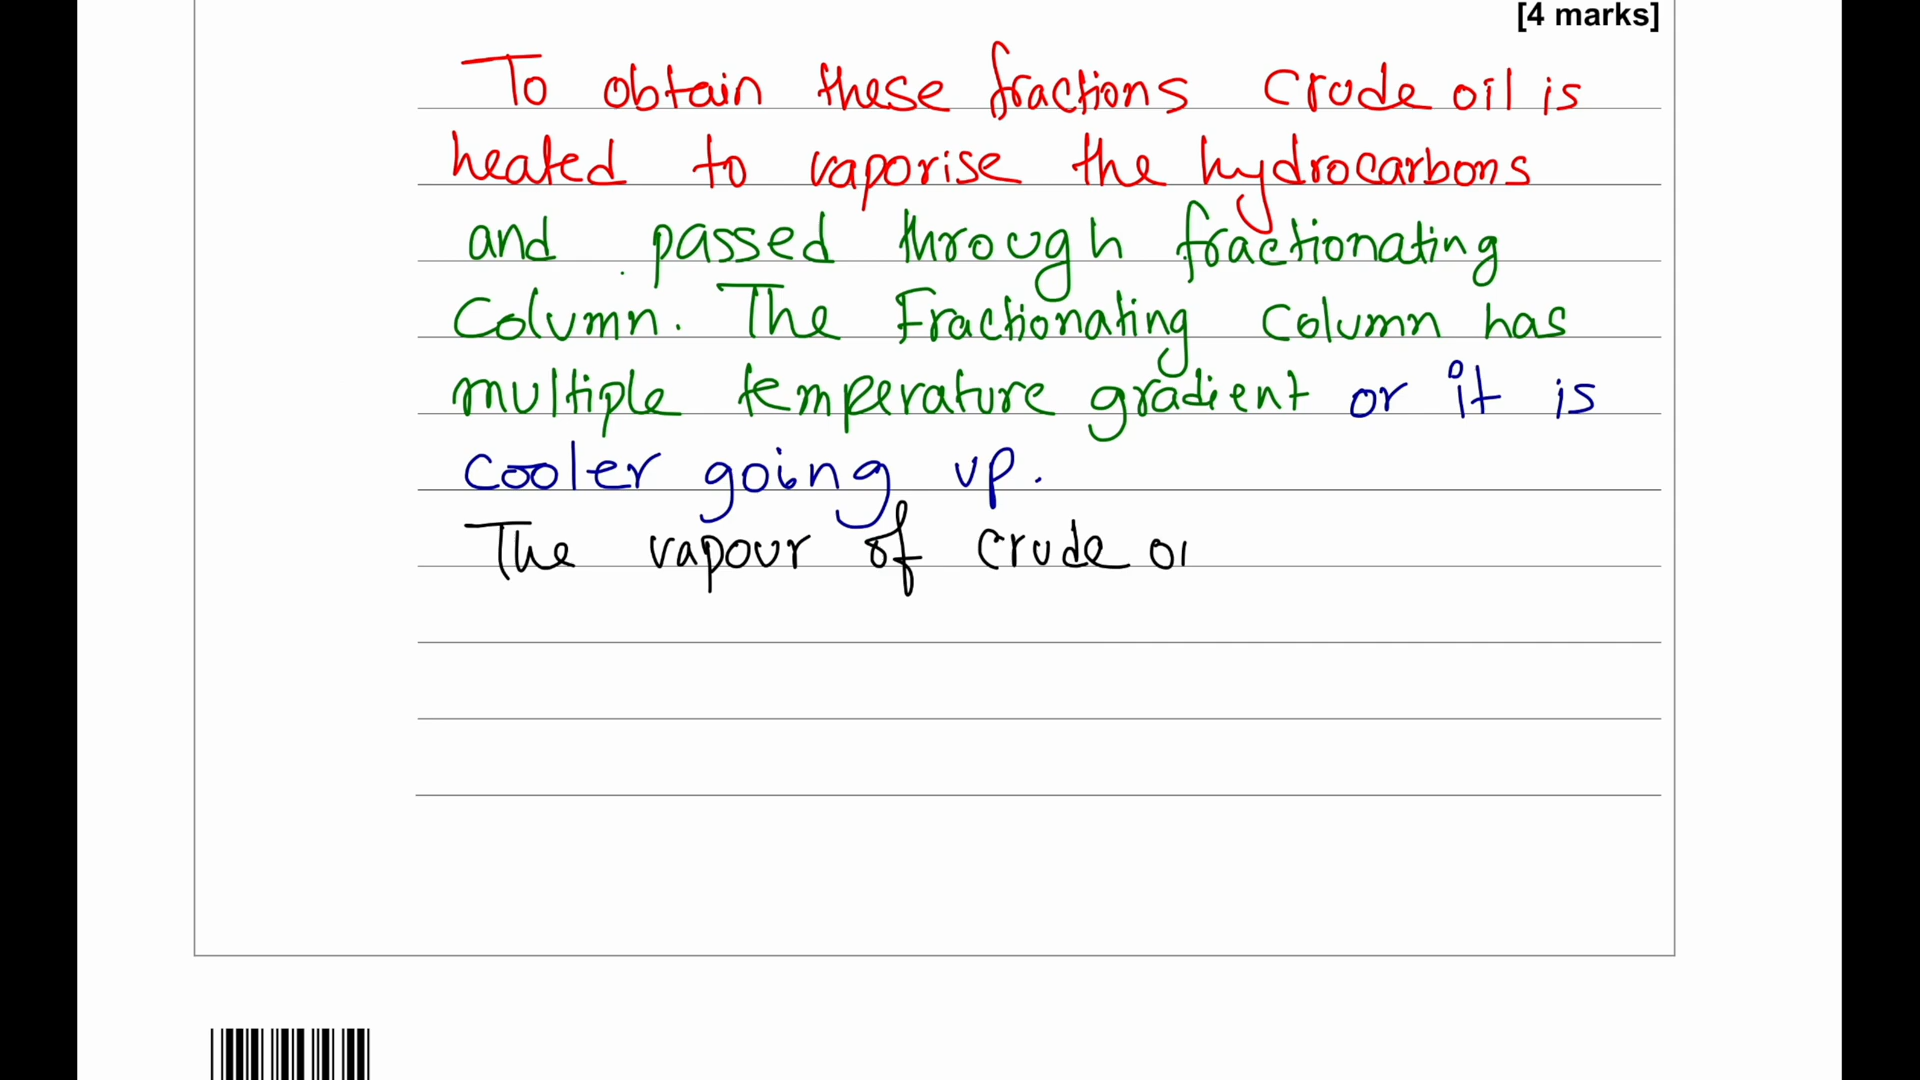 [4 marks]
To obtain these fractions crude oil is
heated to vaporise the hydrocarbons
and passed through fractionating
Column. The Fractionating Column has
multiple temperature gradient or it is
cooler going up.
The vapour of crude oi